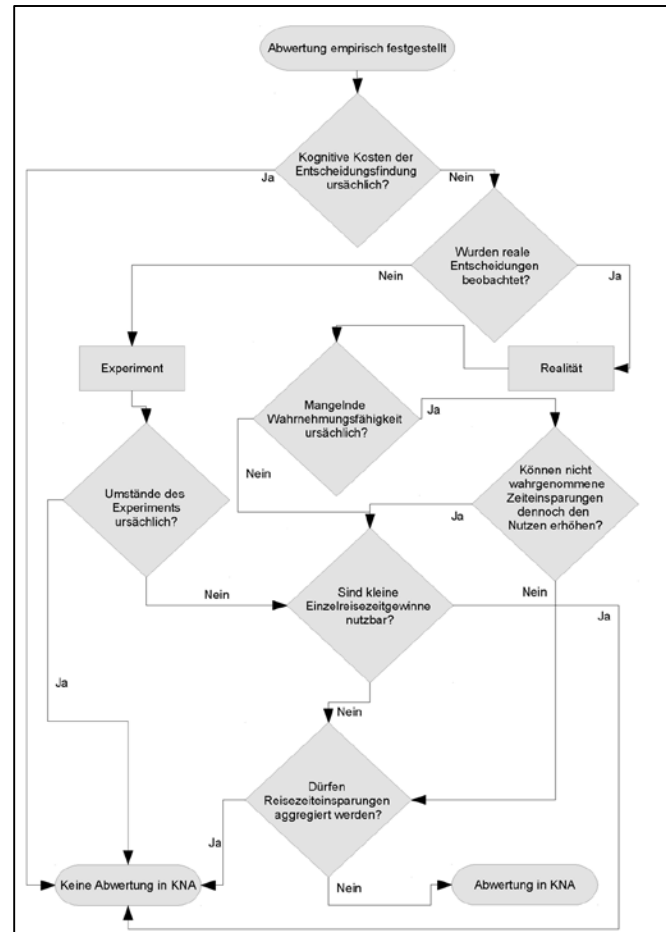 Abwertung empirisch festgestellt
Kognitive Kosten der
Entscheidungsfindung
ursächlich?
Ja
Nein
Wurden reale
Entscheidungen
beobachtet?
Nein
Ja
Experiment
Realität
Mangelnde
Wahrnehmungsfähigkeit
ursächlich?
Ja
Nein
Können nicht
wahrgenommene
Zeiteinsparungen
dennoch den
Nutzen erhöhen?
Ja
Nein
Umstände des
Experiments
ursächlich?
Nein
Ja
Sind kleine
Einzelreisezeitgewinne
nutzbar?
Ja
Nein
Dürfen
Reisezeiteinsparungen
aggregiert werden?
Ja
Nein
Keine Abwertung in KNA
Abwertung in KNA